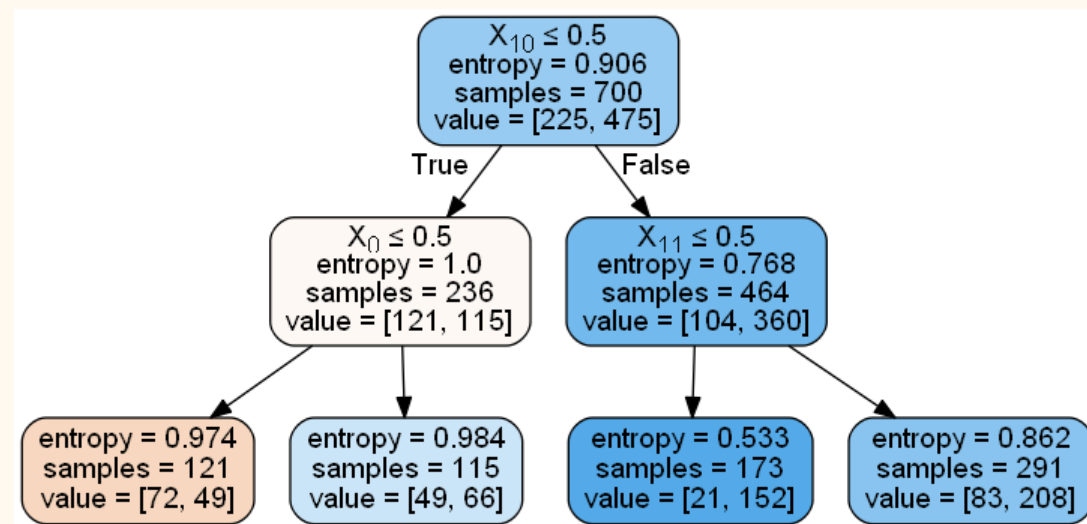 X₁₀ ≤ 0.5
entropy = 0.906
samples = 700
value = [225, 475]
True
False
X₀ ≤ 0.5
entropy = 1.0
samples = 236
value = [121, 115]
X₁₁ ≤ 0.5
entropy = 0.768
samples = 464
value = [104, 360]
entropy = 0.974
samples = 121
value = [72, 49]
entropy = 0.984
samples = 115
value = [49, 66]
entropy = 0.533
samples = 173
value = [21, 152]
entropy = 0.862
samples = 291
value = [83, 208]